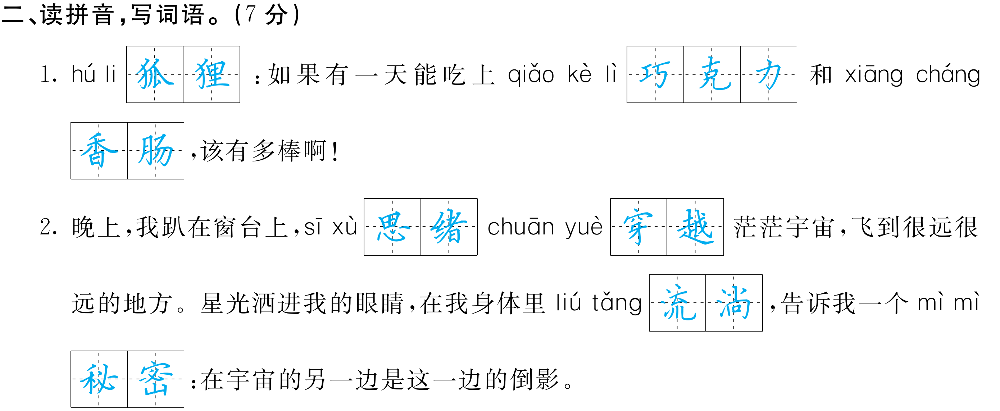 二、读拼音,写词语。(7 分)
1. hú li 狐狸:如果有一天能吃上 qiǎo kè lì 巧克力 和 xiāng cháng
香肠,该有多棒啊!
2. 晚上,我趴在窗台上,sī xù 思绪 chuān yuè 穿越 茫茫宇宙,飞到很远很
远的地方。星光洒进我的眼睛,在我身体里 liú tǎng 流淌,告诉我一个 mì mì
秘密:在宇宙的另一边是这一边的倒影。